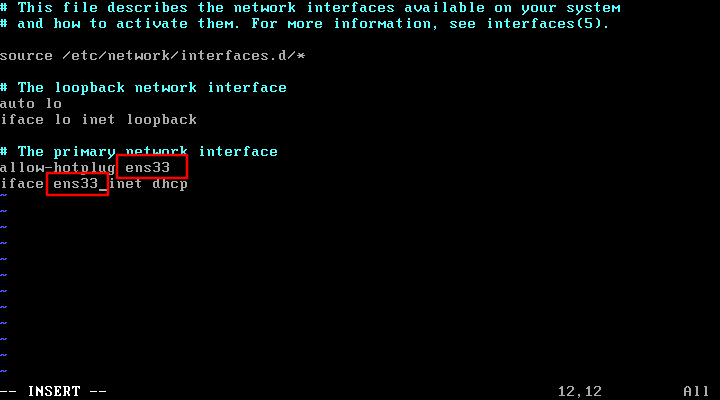 # This file describes the network interfaces available on your system
# and how to activate them. For more information, see interfaces(5).
source /etc/network/interfaces.d/*
# The loopback network interface
auto lo
iface lo inet loopback
# The primary network interface
allow-hotplug ens33
iface ens33_inet dhcp
~
~
~
~
~
~
~
~
~
~
~
~
-- INSERT -- 12,12 All